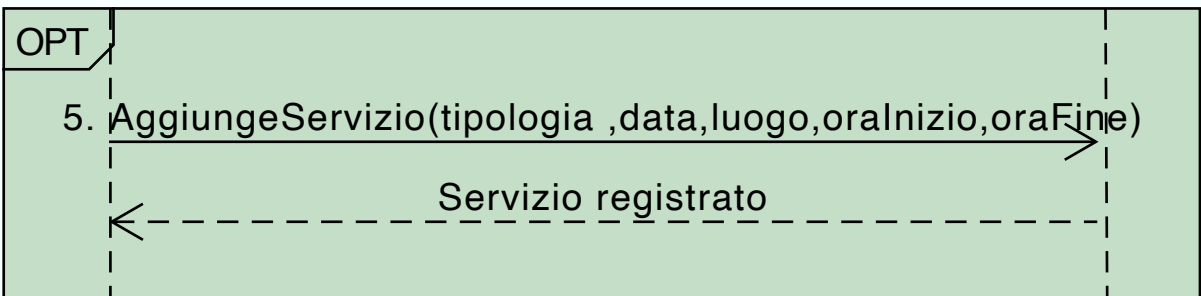 OPT
5. AggiungeServizio(tipologia ,data,luogo,oraInizio,oraFine)
Servizio registrato